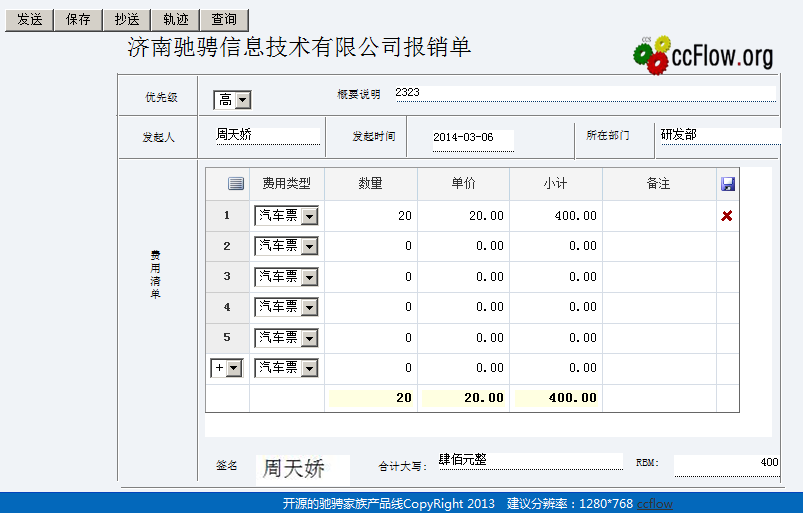 发送 保存 抄送 轨迹 查询
济南驰骋信息技术有限公司报销单
CCS ccFlow.org
优先级 高 概要说明 2323
发起人 周天娇 发起时间 2014-03-06 所在部门 研发部
费用类型 数量 单价 小计 备注
1 汽车票 20 20.00 400.00
2 汽车票 0 0.00 0.00
3 汽车票 0 0.00 0.00
费用清单
4 汽车票 0 0.00 0.00
5 汽车票 0 0.00 0.00
+ 汽车票 0 0.00 0.00
20 20.00 400.00
签名 周天娇 合计大写: 肆佰元整 RBM: 400
开源的驰骋家族产品线CopyRight 2013 建议分辨率：1280*768 ccflow